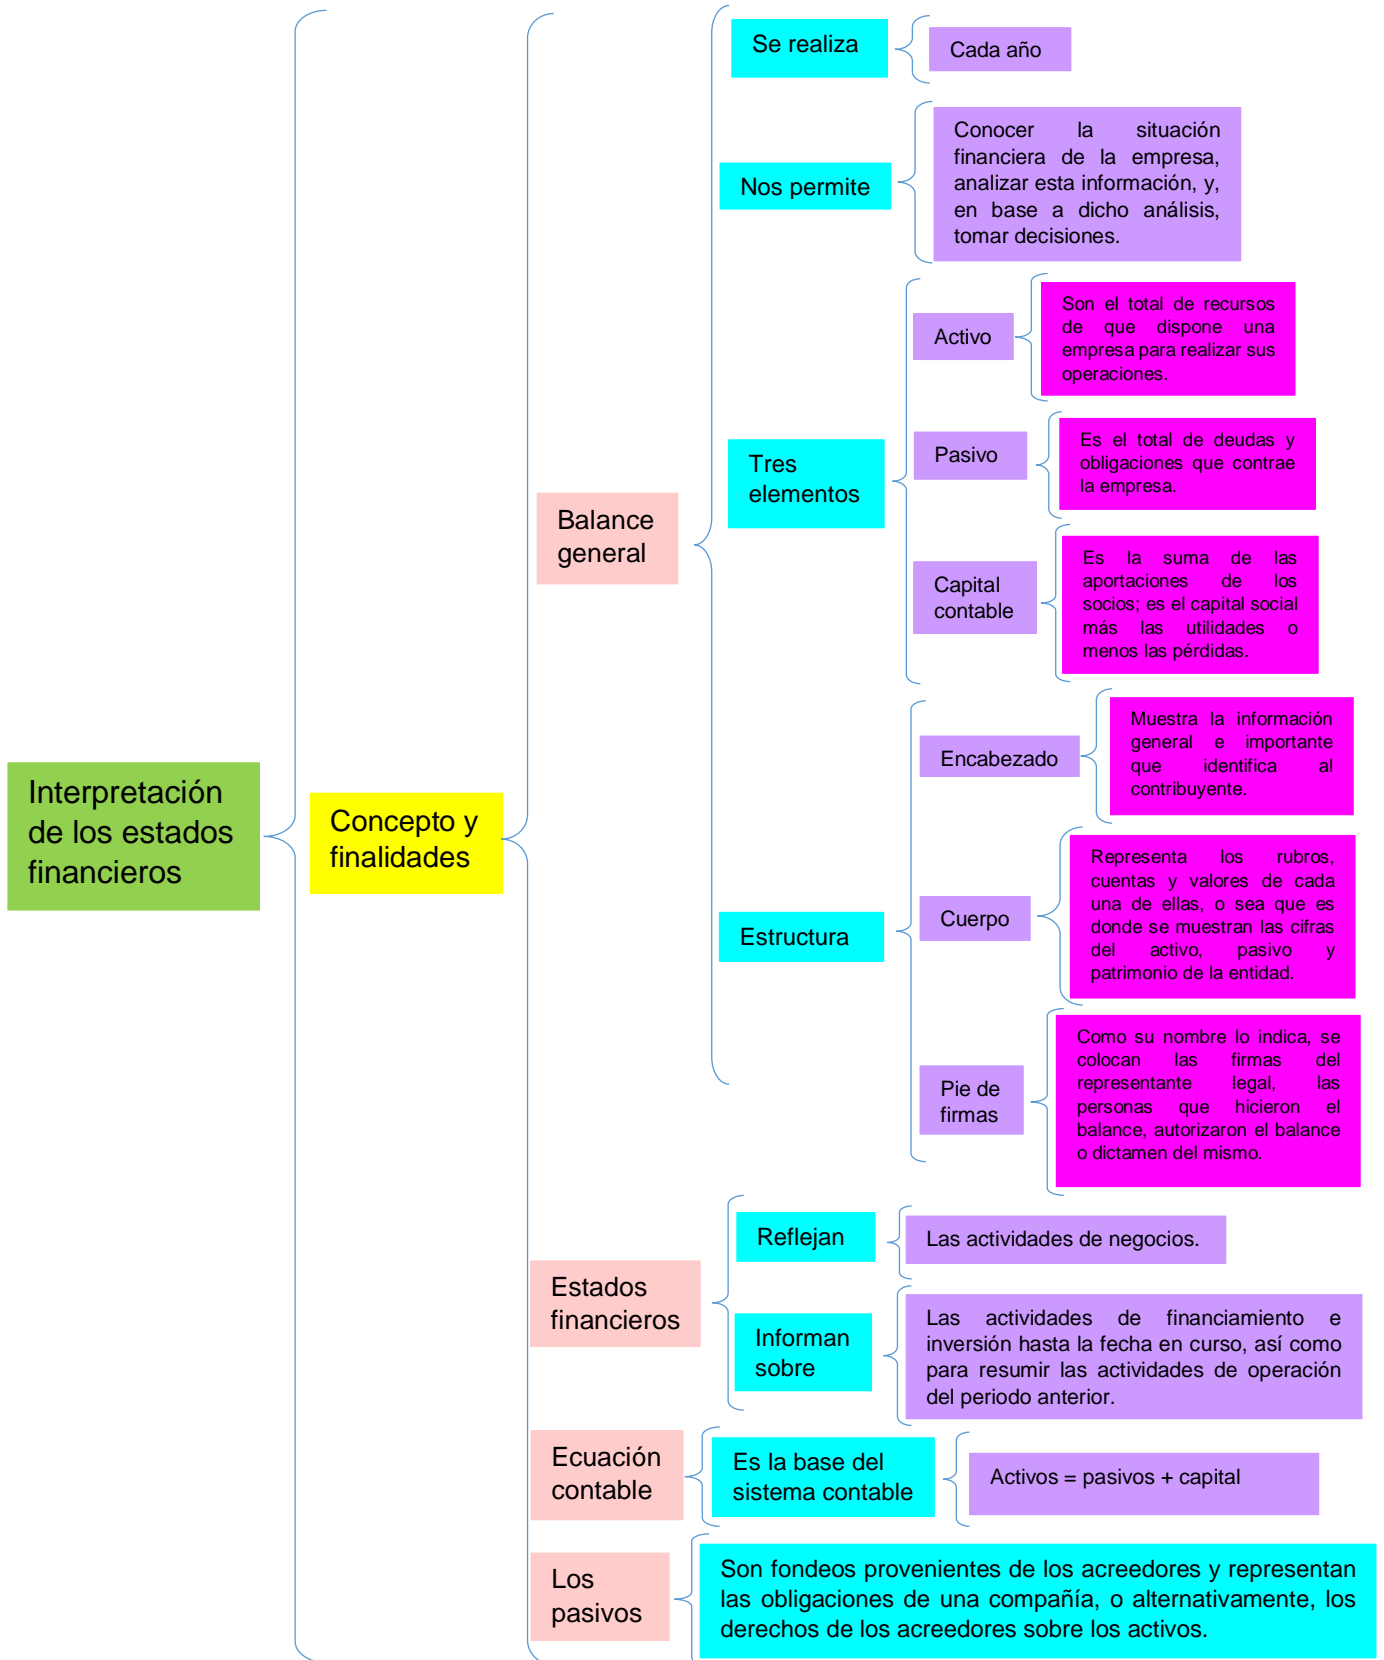 Interpretación
de los estados
financieros
Concepto y
finalidades
Balance
general
Se realiza
Cada año
Nos permite
Conocer la situación
financiera de la empresa,
analizar esta información, y,
en base a dicho análisis,
tomar decisiones.
Tres
elementos
Activo
Son el total de recursos
de que dispone una
empresa para realizar sus
operaciones.
Pasivo
Es el total de deudas y
obligaciones que contrae
la empresa.
Capital
contable
Es la suma de las
aportaciones de los
socios; es el capital social
más las utilidades o
menos las pérdidas.
Estructura
Encabezado
Muestra la información
general e importante
que identifica al
contribuyente.
Cuerpo
Representa los rubros,
cuentas y valores de cada
una de ellas, o sea que es
donde se muestran las cifras
del activo, pasivo y
patrimonio de la entidad.
Pie de
firmas
Como su nombre lo indica, se
colocan las firmas del
representante legal, las
personas que hicieron el
balance, autorizaron el balance
o dictamen del mismo.
Estados
financieros
Reflejan
Las actividades de negocios.
Informan
sobre
Las actividades de financiamiento e
inversión hasta la fecha en curso, así como
para resumir las actividades de operación
del periodo anterior.
Ecuación
contable
Es la base del
sistema contable
Activos = pasivos + capital
Los
pasivos
Son fondeos provenientes de los acreedores y representan
las obligaciones de una compañía, o alternativamente, los
derechos de los acreedores sobre los activos.